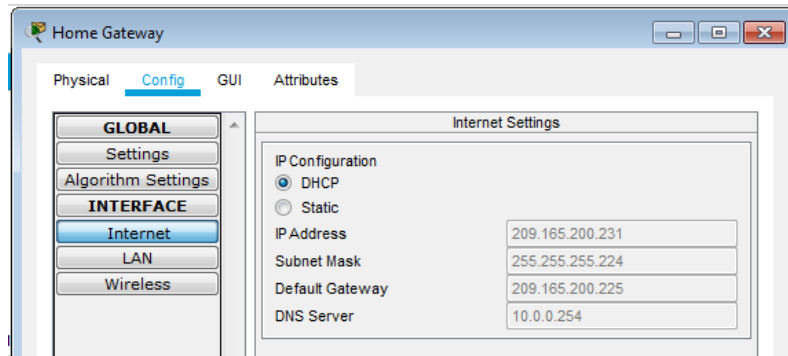 Home Gateway
Physical Config GUI Attributes
GLOBAL
Settings
Algorithm Settings
INTERFACE
Internet
LAN
Wireless
Internet Settings
IP Configuration
DHCP
Static
IP Address 209.165.200.231
Subnet Mask 255.255.255.224
Default Gateway 209.165.200.225
DNS Server 10.0.0.254